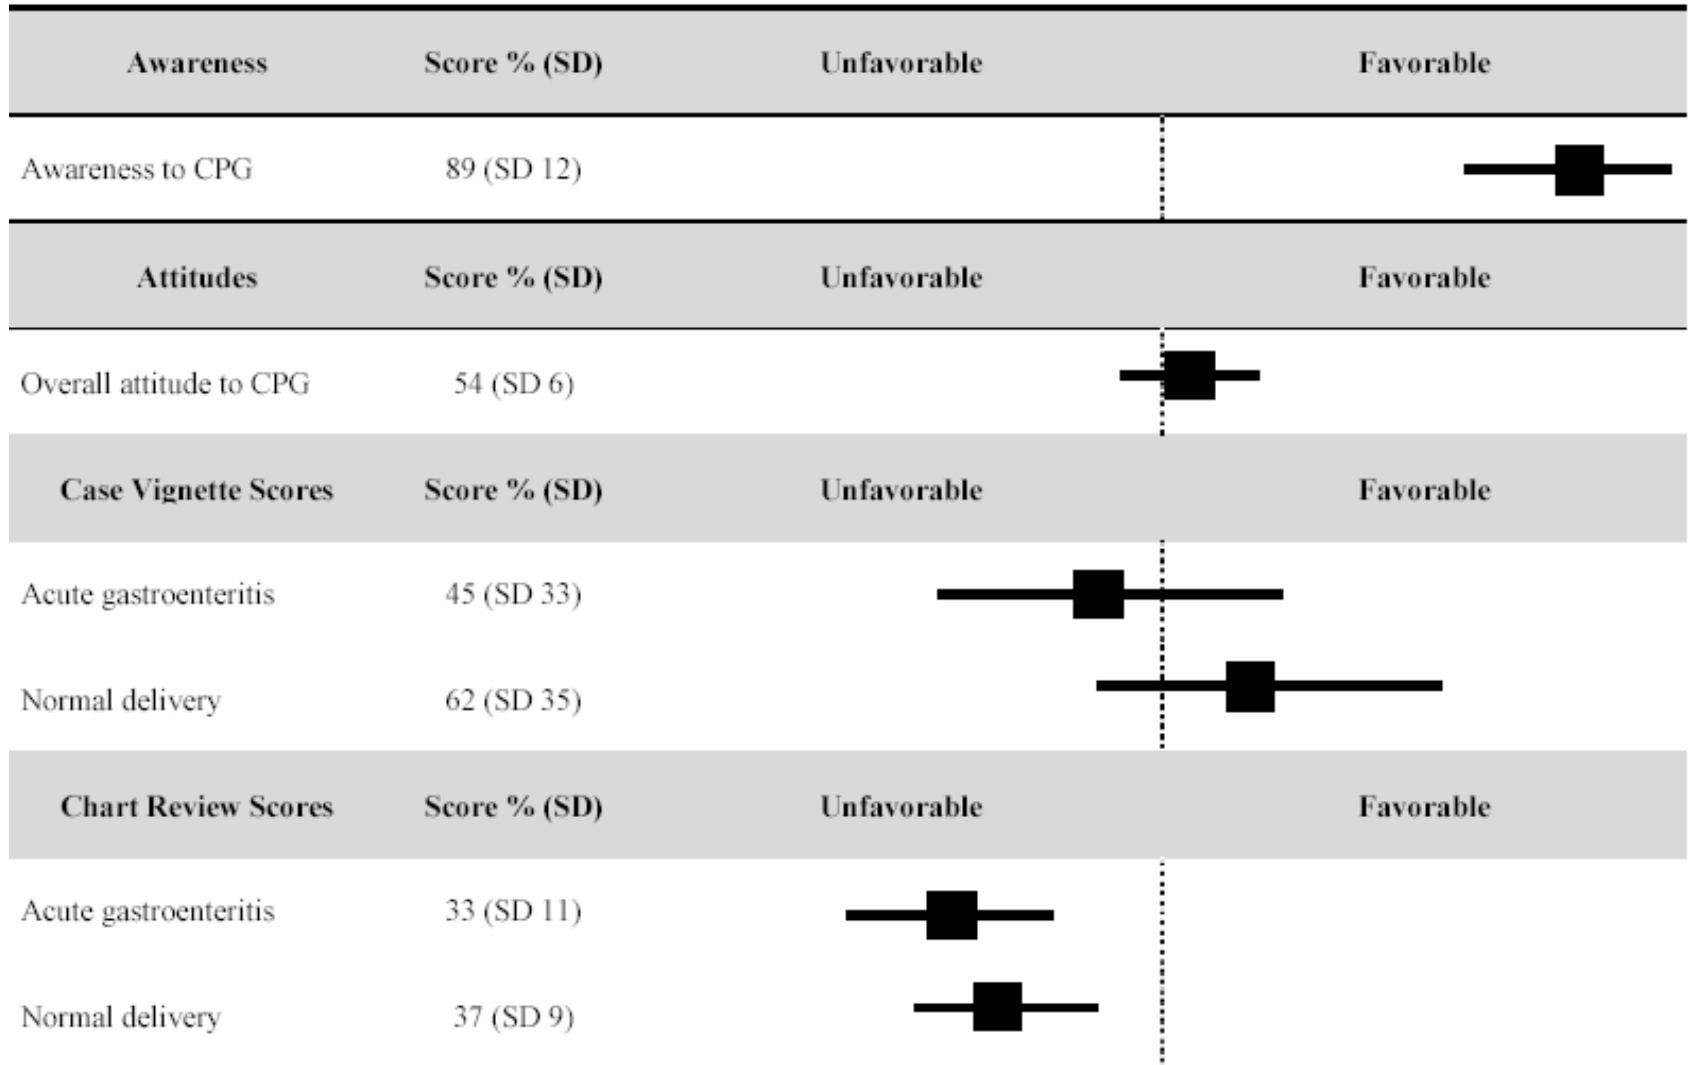 Awareness Score % (SD) Unfavorable Favorable
Awareness to CPG 89 (SD 12)
Attitudes Score % (SD) Unfavorable Favorable
Overall attitude to CPG 54 (SD 6)
Case Vignette Scores Score % (SD) Unfavorable Favorable
Acute gastroenteritis 45 (SD 33)
Normal delivery 62 (SD 35)
Chart Review Scores Score % (SD) Unfavorable Favorable
Acute gastroenteritis 33 (SD 11)
Normal delivery 37 (SD 9)